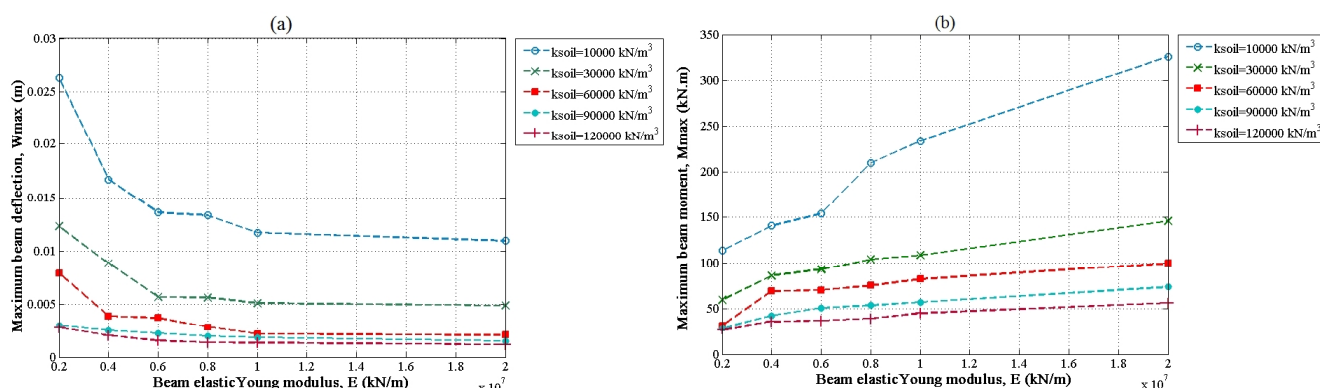 (a)
0.03
0.025
0.02
0.015
0.01
0.005
0
Maximum beam deflection, Wmax (m)
0.2 0.4 0.6 0.8 1.0 1.2 1.4 1.6 1.8 2
Beam elasticYoung modulus, E (kN/m)
x 10^7
ksoil=10000 kN/m^3
ksoil=30000 kN/m^3
ksoil=60000 kN/m^3
ksoil=90000 kN/m^3
ksoil=120000 kN/m^3
(b)
350
300
250
200
150
100
50
0
Maximum beam moment, Mmax (kN.m)
0.2 0.4 0.6 0.8 1.0 1.2 1.4 1.6 1.8 2
Beam elasticYoung modulus, E (kN/m)
x 10^7
ksoil=10000 kN/m^3
ksoil=30000 kN/m^3
ksoil=60000 kN/m^3
ksoil=90000 kN/m^3
ksoil=120000 kN/m^3